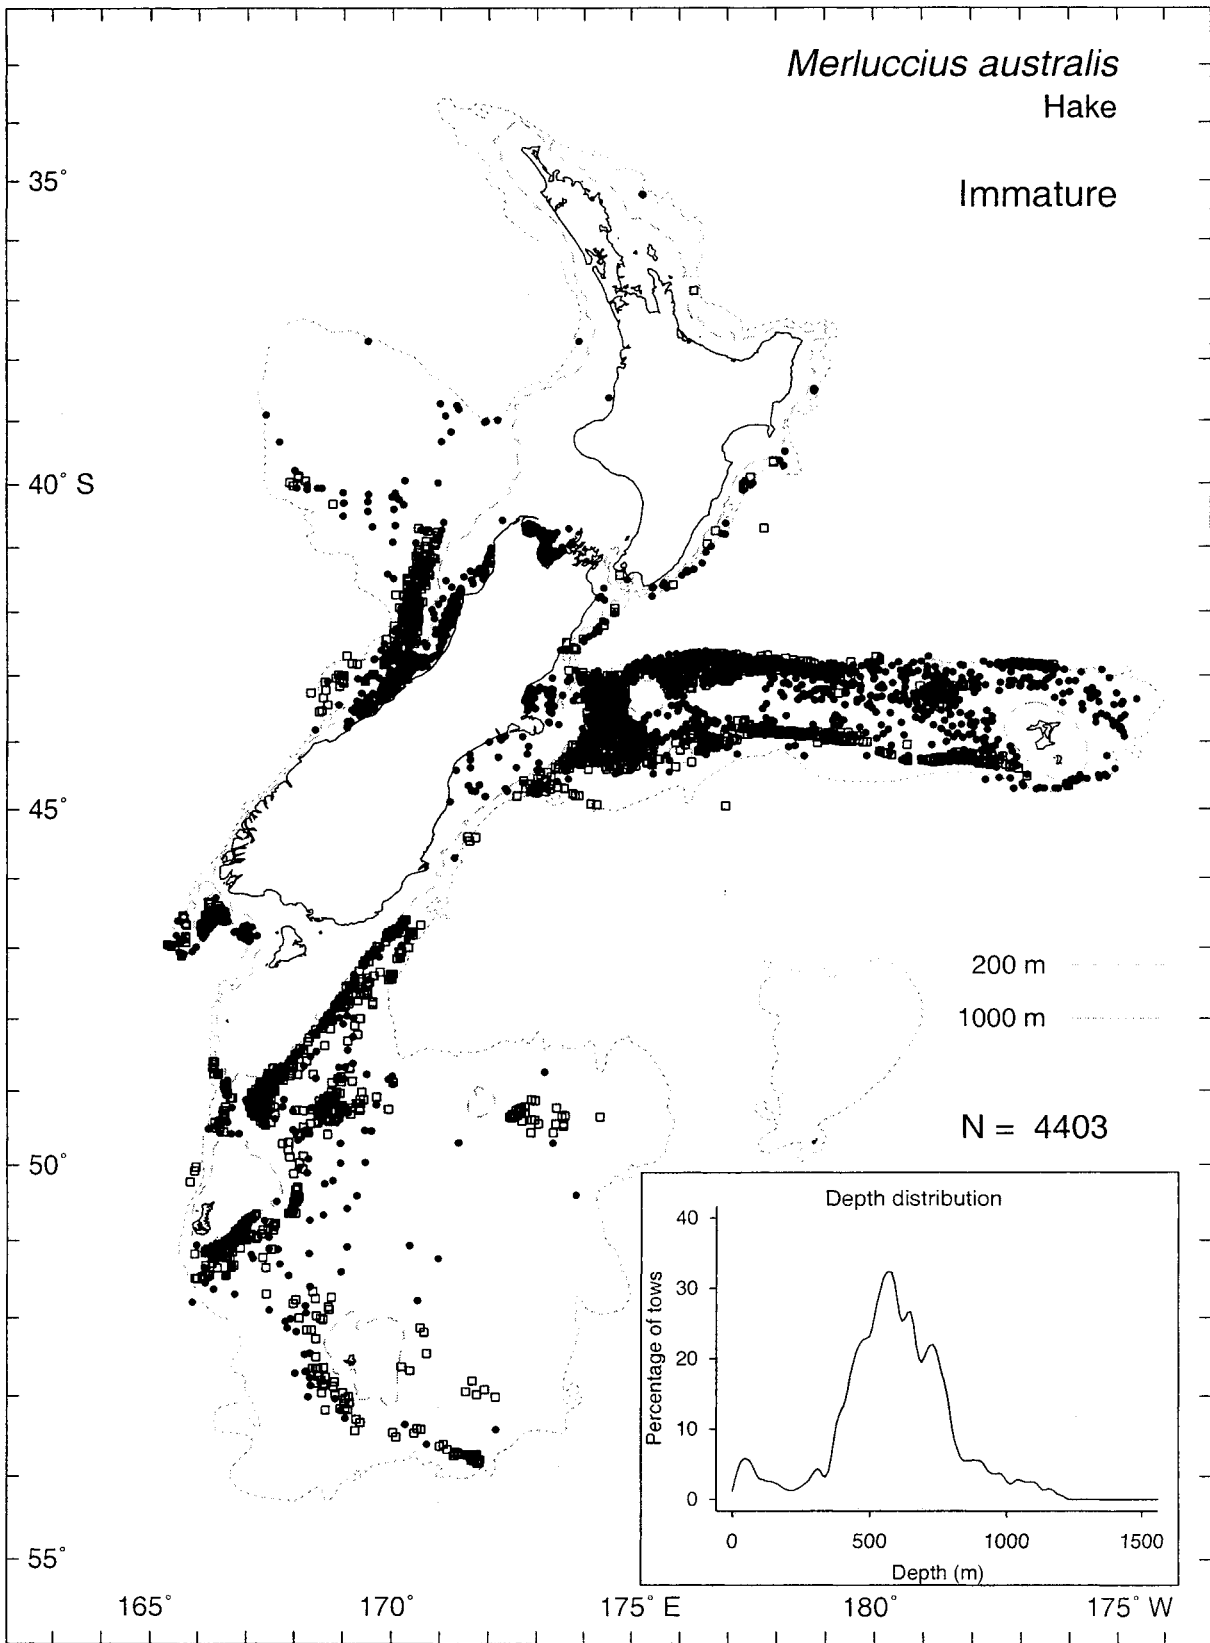 Merluccius australis
Hake
Immature
35°
40° S
45°
50°
55°
165°
170°
175° E
180°
175° W
200 m
1000 m
N = 4403
Depth distribution
Percentage of tows
40
30
20
10
0
0
500
1000
1500
Depth (m)